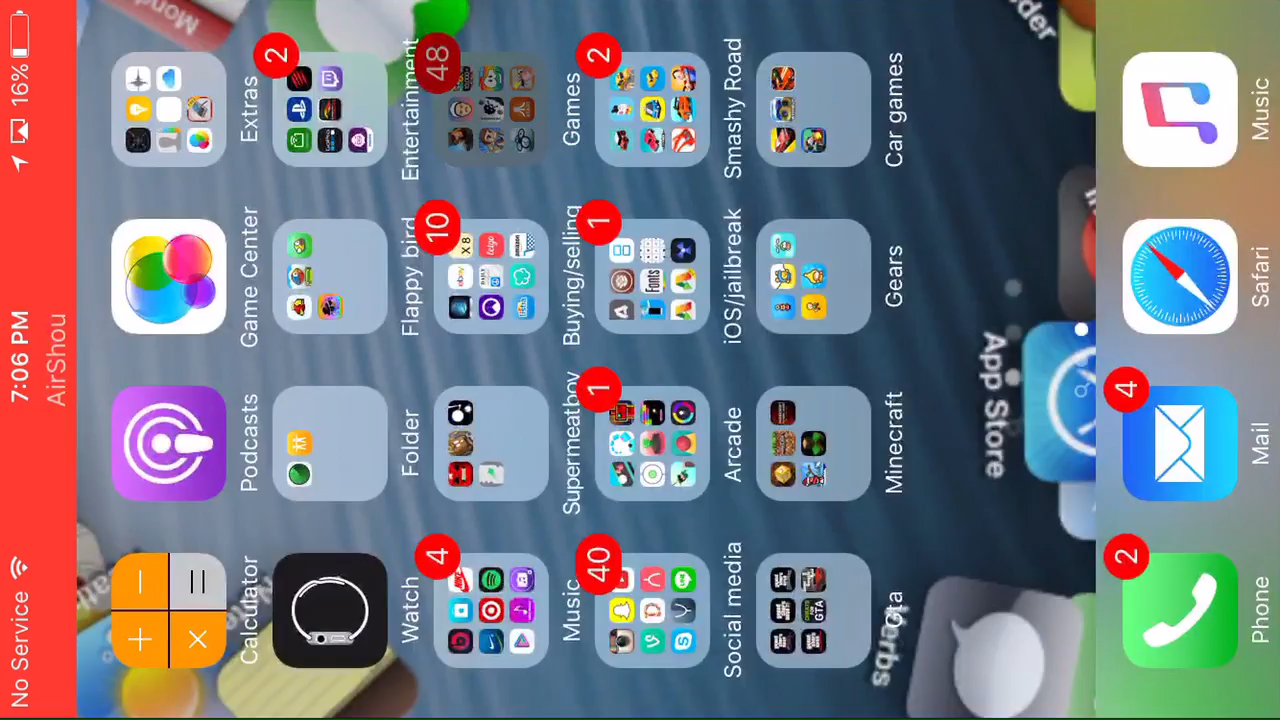 No Service 7:06 PM 16%
AirShou
Calculator Podcasts Game Center Extras
2
Watch Folder Flappy bird Entertainment
4 10 48
Music Supermeatboy Buying/selling Games
40 1 1 2
Social media Arcade iOS/jailbreak Smashy Road
Gta Minecraft Gears Car games
App Store
2 4
Phone Mail Safari Music